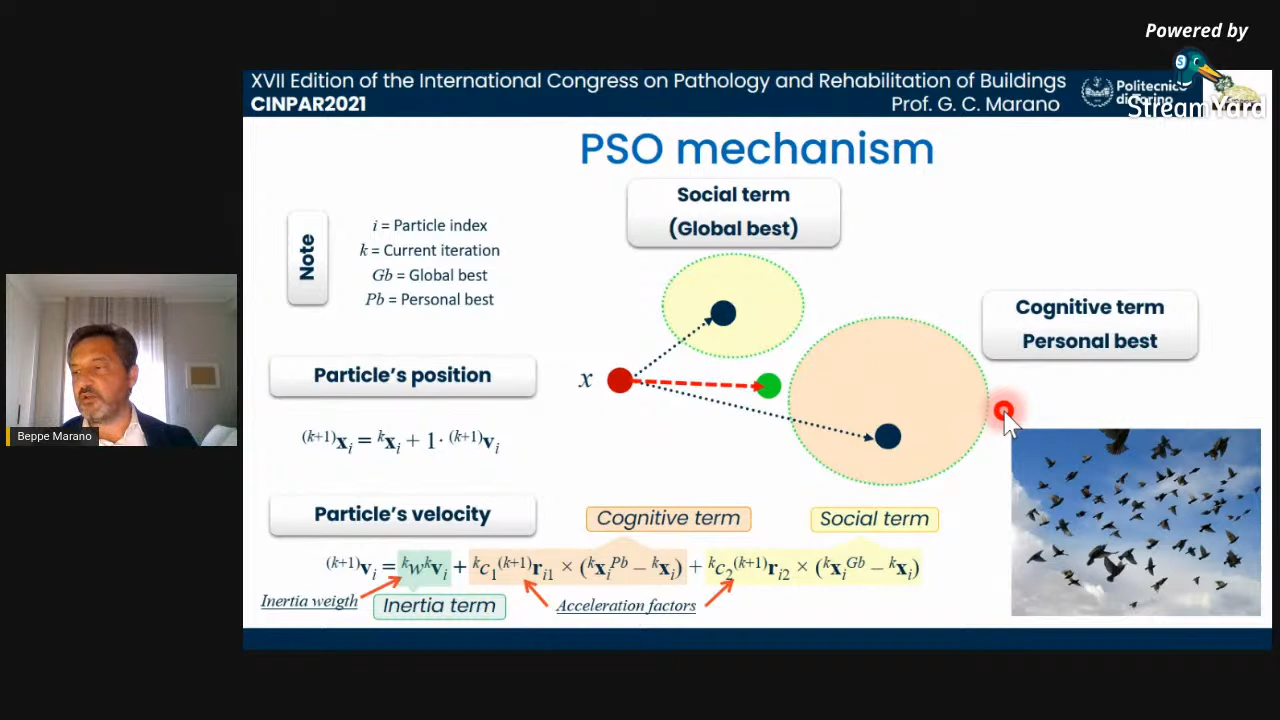 Powered by
StreamYard
XVII Edition of the International Congress on Pathology and Rehabilitation of Buildings
CINPAR2021
Prof. G. C. Marano
Politecnico
di Torino
PSO mechanism
Social term
(Global best)
Note
i = Particle index
k = Current iteration
Gb = Global best
Pb = Personal best
Cognitive term
Personal best
x
Particle's position
(k+1)xᵢ = ᵏxᵢ + 1· (k+1)vᵢ
Particle's velocity
Cognitive term
Social term
(k+1)vᵢ = ᵏwᵏvᵢ + ᵏc₁(k+1)rᵢ₁ × (ᵏxᵢᴾᵇ − ᵏxᵢ) + ᵏc₂(k+1)rᵢ₂ × (ᵏxᵢᴳᵇ − ᵏxᵢ)
Inertia weigth
Inertia term
Acceleration factors
Beppe Marano